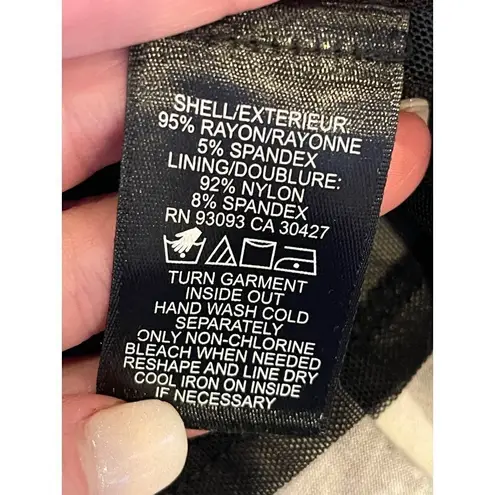 SHELL/EXTERIEUR
95% RAYON/RAYONNE
5% SPANDEX
LINING/DOUBLURE:
92% NYLON
8% SPANDEX
RN 93093 CA 30427
TURN GARMENT
INSIDE OUT
HAND WASH COLD
SEPARATELY
ONLY NON-CHLORINE
BLEACH WHEN NEEDED
RESHAPE AND LINE DRY
COOL IRON ON INSIDE
IF NECESSARY